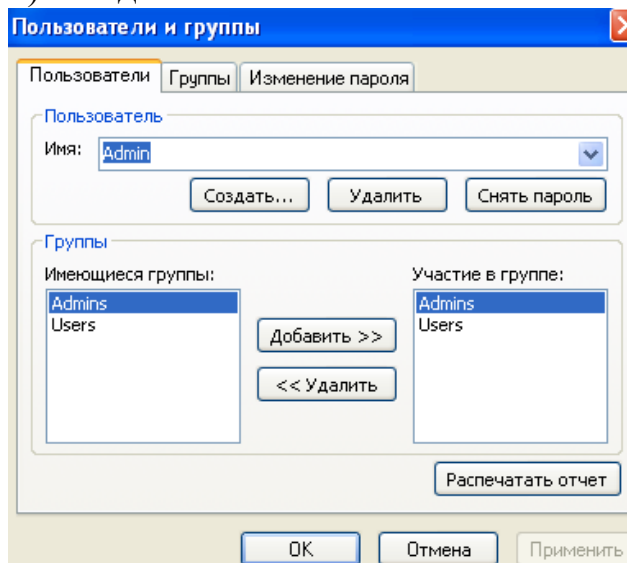 Пользователи и группы
Пользователи Группы Изменение пароля
Пользователь
Имя: Admin
Создать... Удалить Снять пароль
Группы
Имеющиеся группы: Участие в группе:
Admins Admins
Users Users
Добавить >>
<< Удалить
Распечатать отчет
OK Отмена Применить